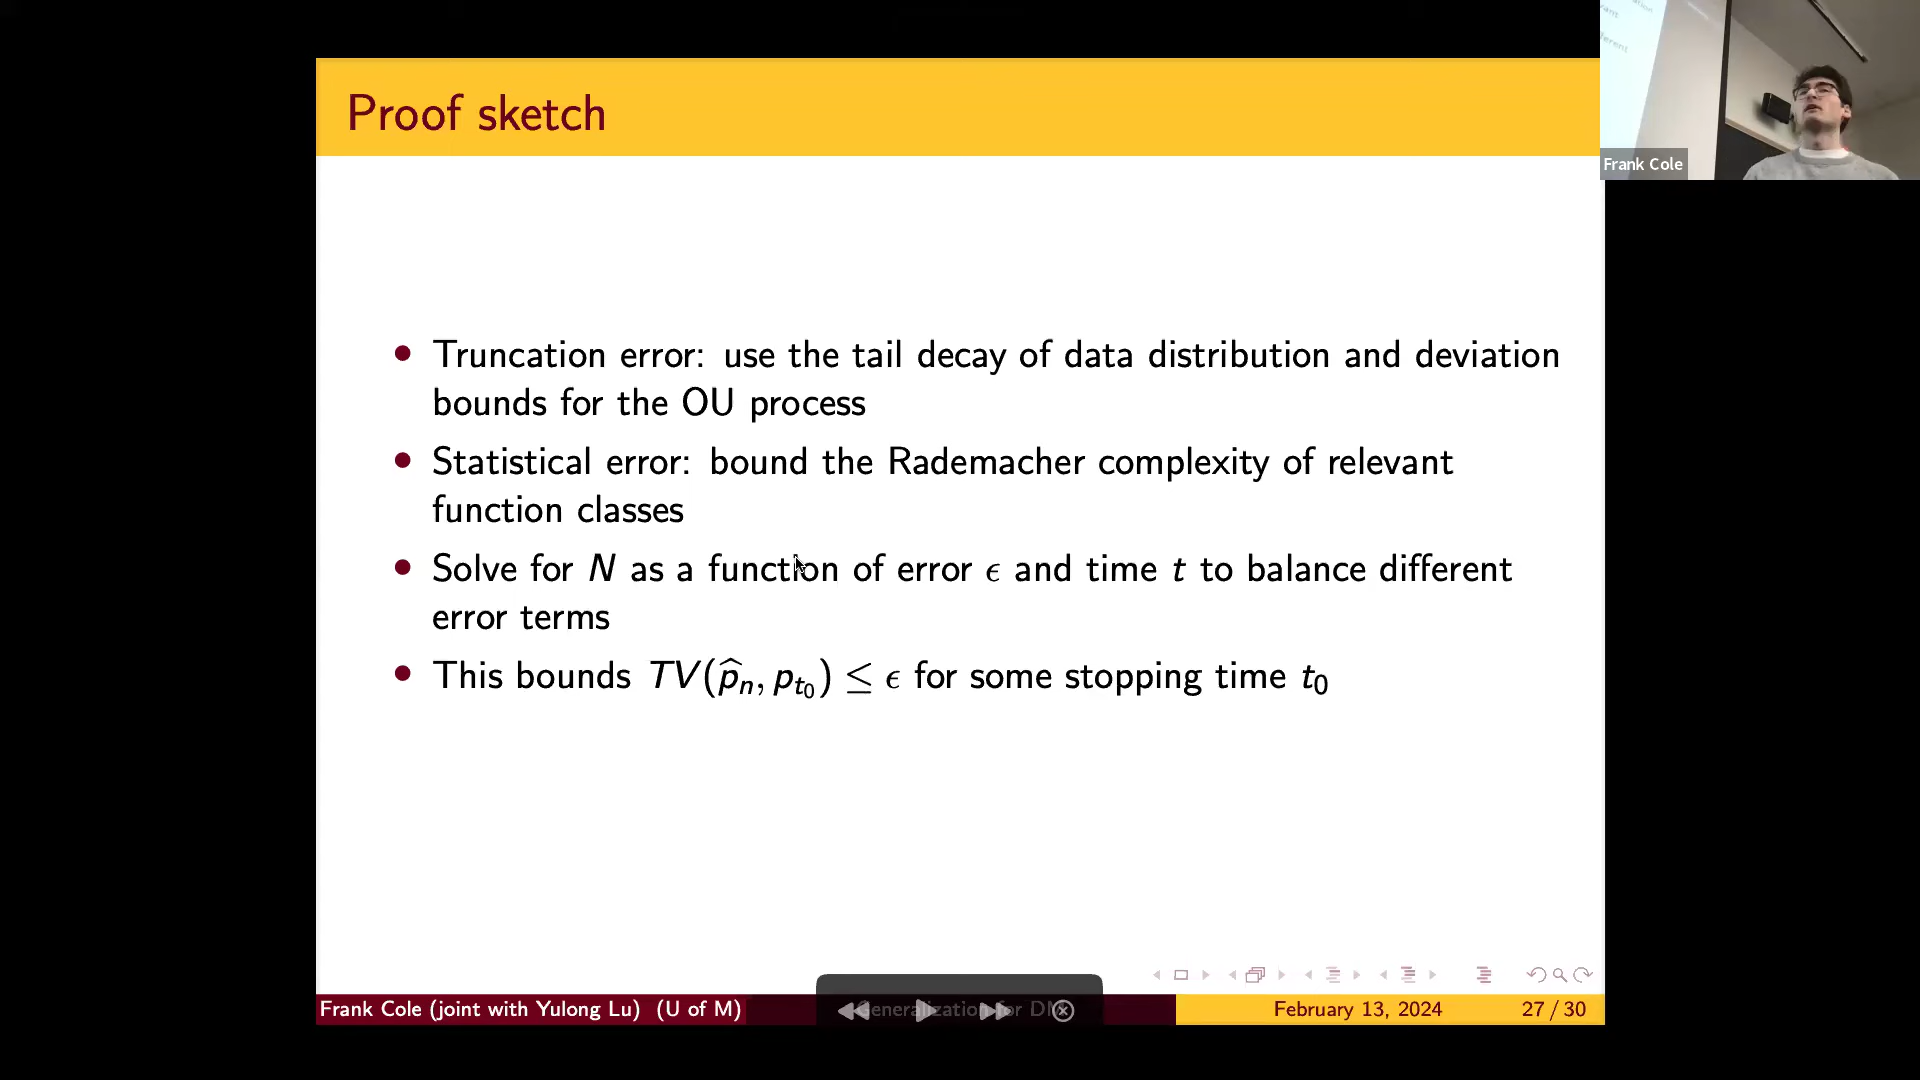 Proof sketch
Frank Cole
• Truncation error: use the tail decay of data distribution and deviation
bounds for the OU process
• Statistical error: bound the Rademacher complexity of relevant
function classes
• Solve for N as a function of error ϵ and time t to balance different
error terms
• This bounds TV(p̂ₙ, pₜ₀) ≤ ϵ for some stopping time t₀
Frank Cole (joint with Yulong Lu) (U of M)
Generalization for DM
February 13, 2024
27 / 30